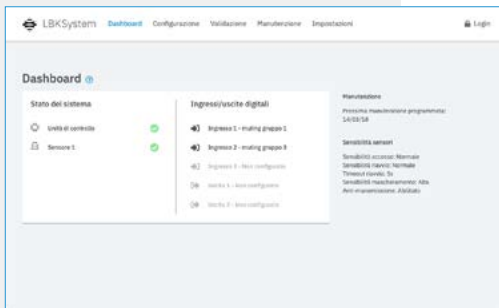 LBKSystem Dashboard Configurazione Validazione Manutenzione Impostazioni Login
Dashboard
Stato del sistema
Unità di controllo
Sensore 1
Ingressi/uscite digitali
Ingresso 1 - muting gruppo 1
Ingresso 2 - muting gruppo
Ingresso 3 - Non configurato
Uscita 1 - Non configurato
Uscita - Non configurato
Manutenzione
Prossima manutenzione programmata:
14/03/18
Sensibilità sensori
Sensibilità accesso: Normale
Sensibilità riavvio: Normale
Timeout riavvio: 5s
Sensibilità mascheramento: Alta
Anti-manomissione: Abilitato